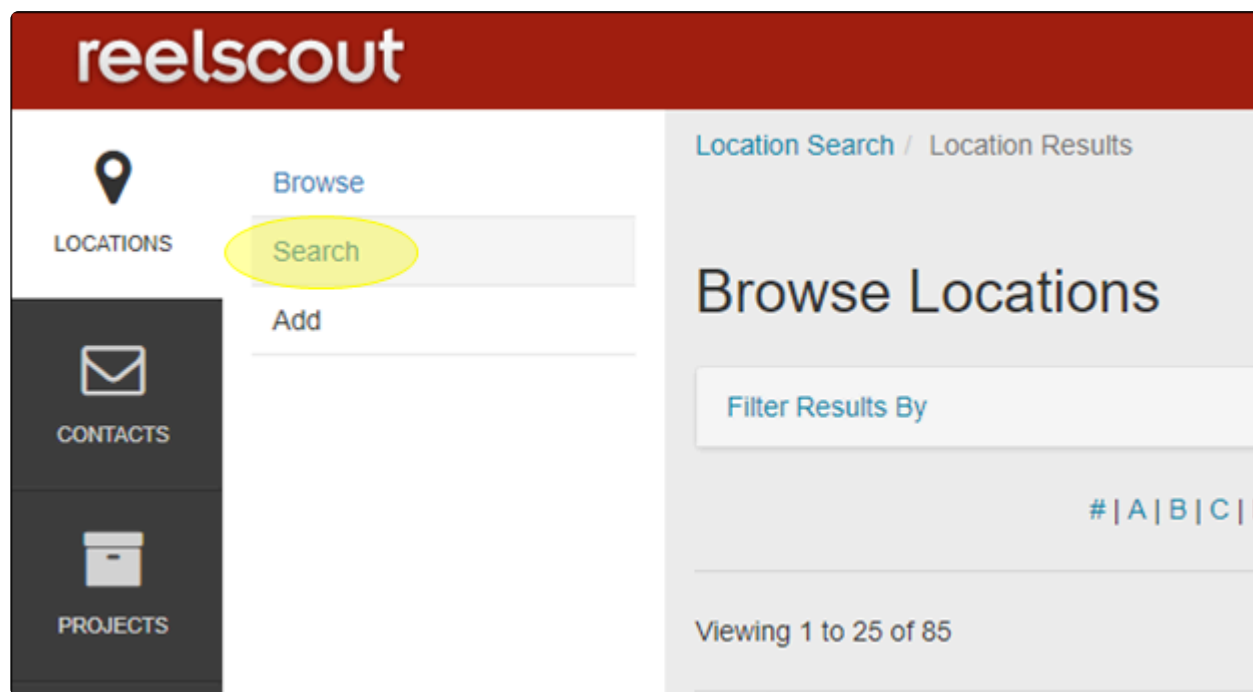 reelscout
LOCATIONS
CONTACTS
PROJECTS
Browse
Search
Add
Location Search / Location Results
Browse Locations
Filter Results By
# | A | B | C |
Viewing 1 to 25 of 85